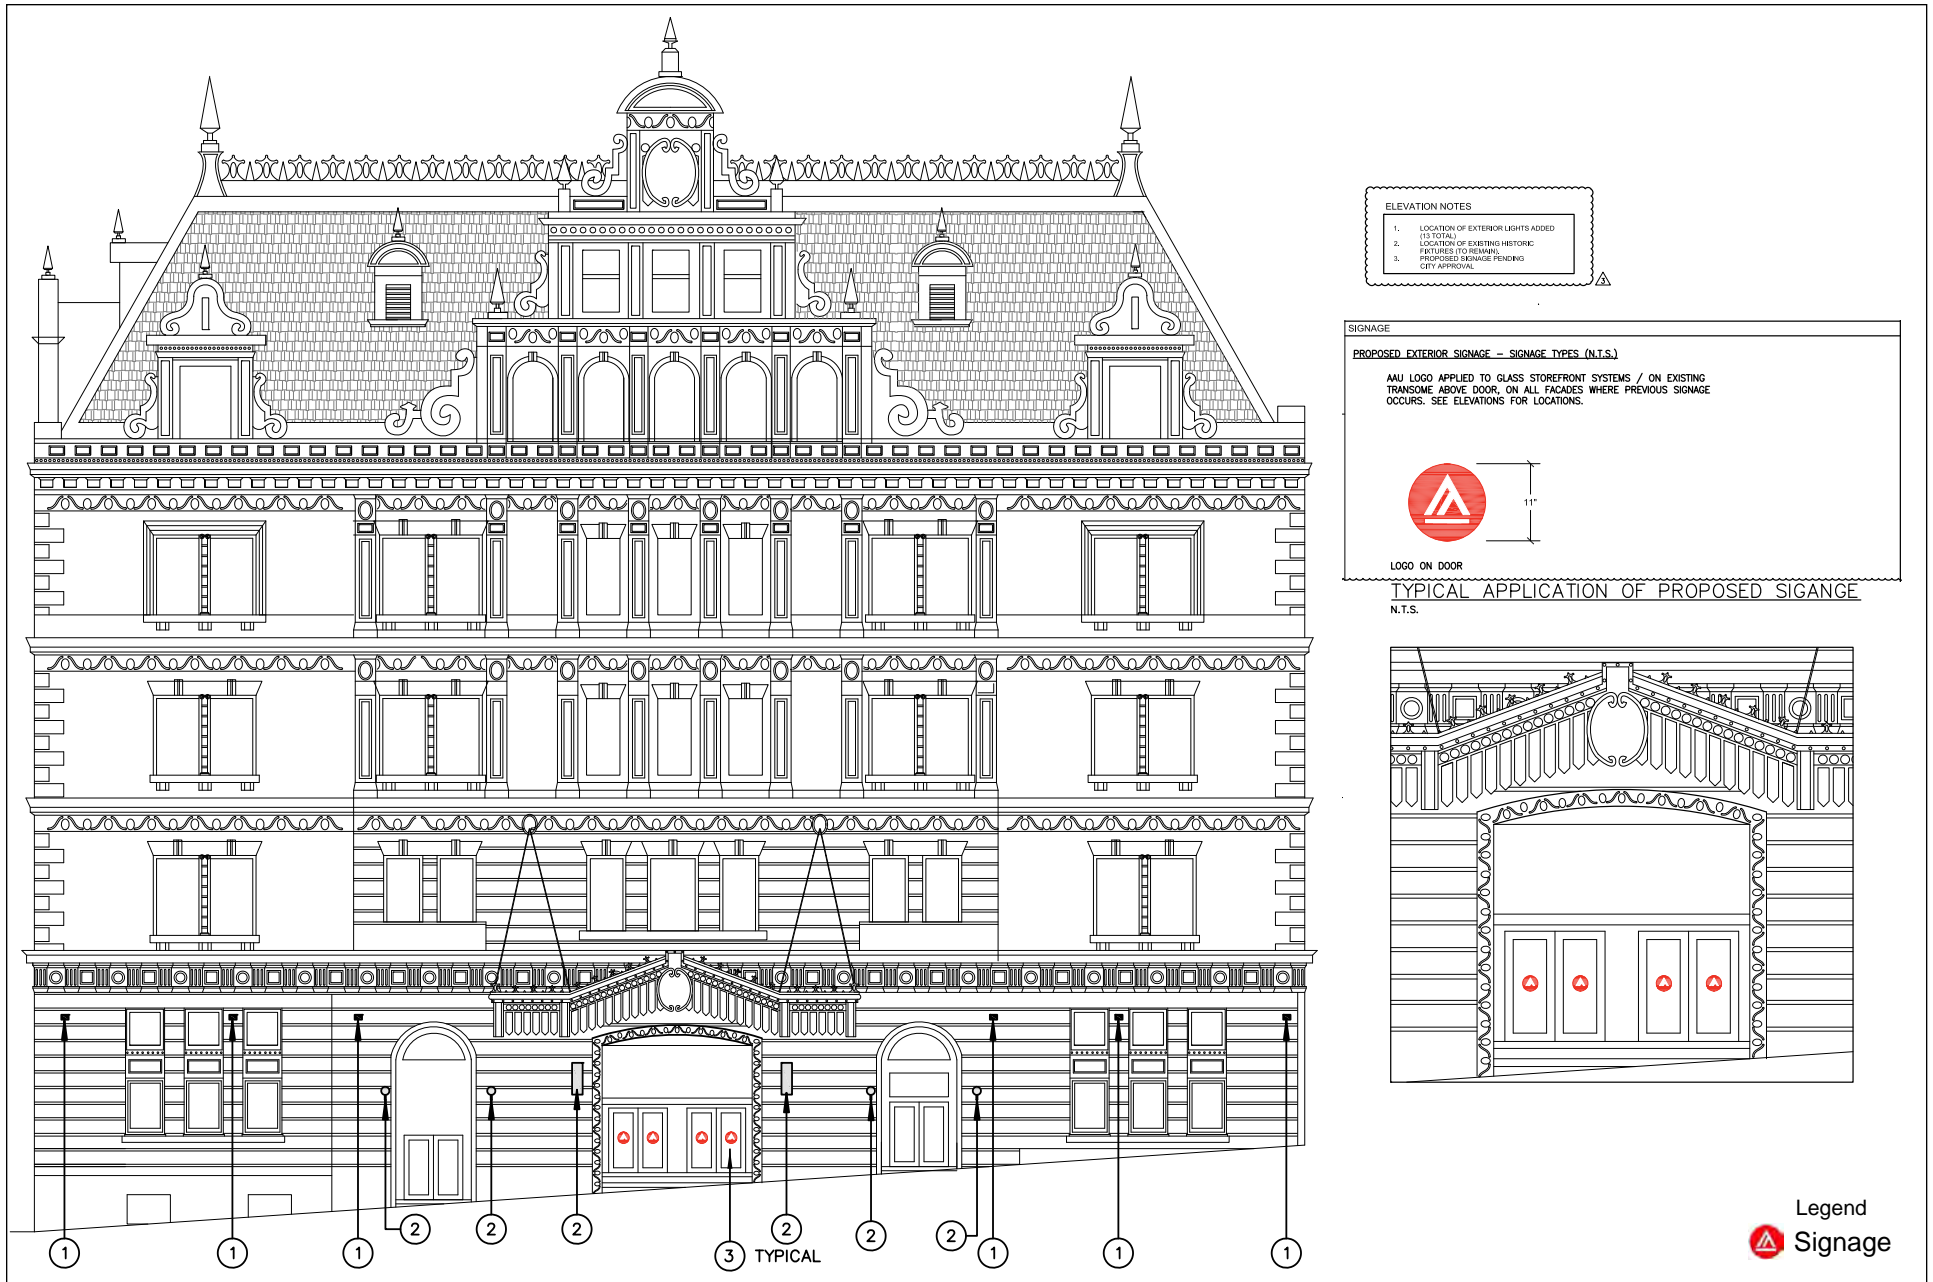 ELEVATION NOTES
1. LOCATION OF EXTERIOR LIGHTS ADDED
(13 TOTAL)
2. LOCATION OF EXISTING HISTORIC
FIXTURES (TO REMAIN).
3. PROPOSED SIGNAGE PENDING
CITY APPROVAL
3
SIGNAGE
PROPOSED EXTERIOR SIGNAGE – SIGNAGE TYPES (N.T.S.)
AAU LOGO APPLIED TO GLASS STOREFRONT SYSTEMS / ON EXISTING
TRANSOME ABOVE DOOR, ON ALL FACADES WHERE PREVIOUS SIGNAGE
OCCURS. SEE ELEVATIONS FOR LOCATIONS.
11"
LOGO ON DOOR
TYPICAL APPLICATION OF PROPOSED SIGANGE
N.T.S.
1 1 1 2 2 2 3 TYPICAL 2 2 2 1 1 1
Legend
Signage